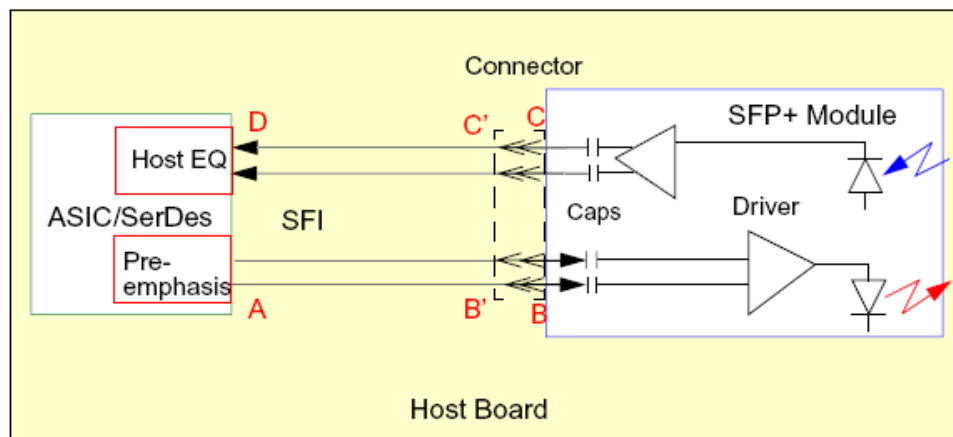 Connector
D
C'
C
SFP+ Module
Host EQ
ASIC/SerDes
SFI
Caps
Driver
Pre-
emphasis
A
B'
B
Host Board